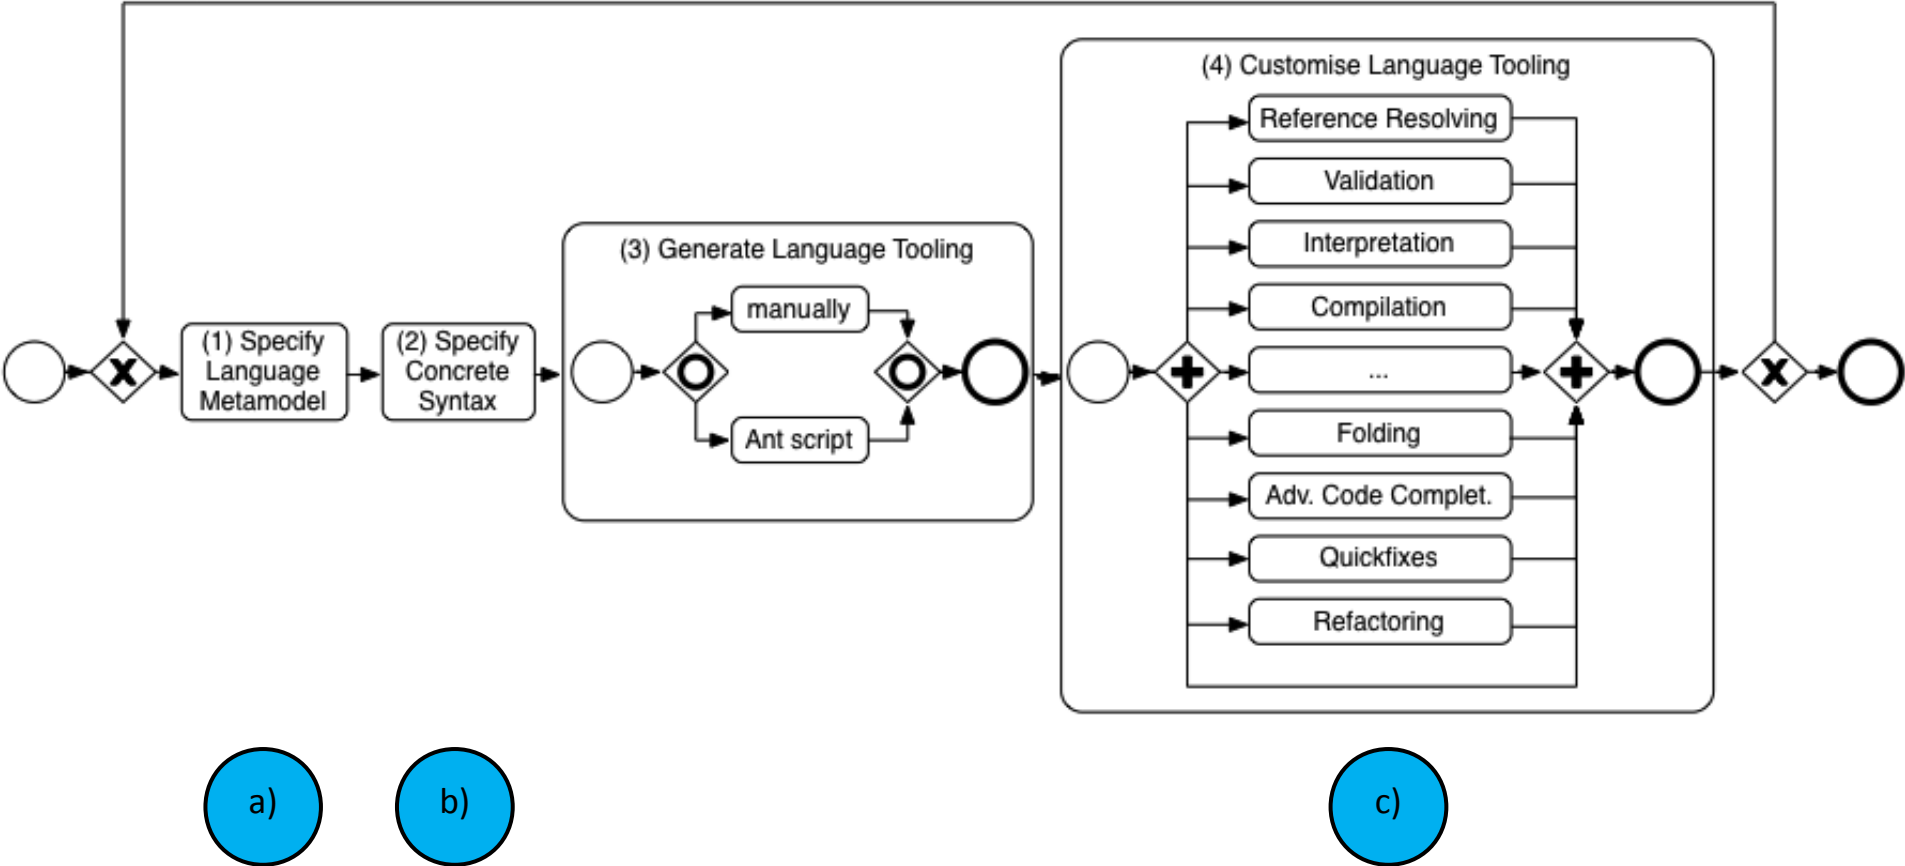 (4) Customise Language Tooling
Reference Resolving
Validation
Interpretation
Compilation
...
Folding
Adv. Code Complet.
Quickfixes
Refactoring
(3) Generate Language Tooling
manually
Ant script
(1) Specify
Language
Metamodel
(2) Specify
Concrete
Syntax
a)
b)
c)